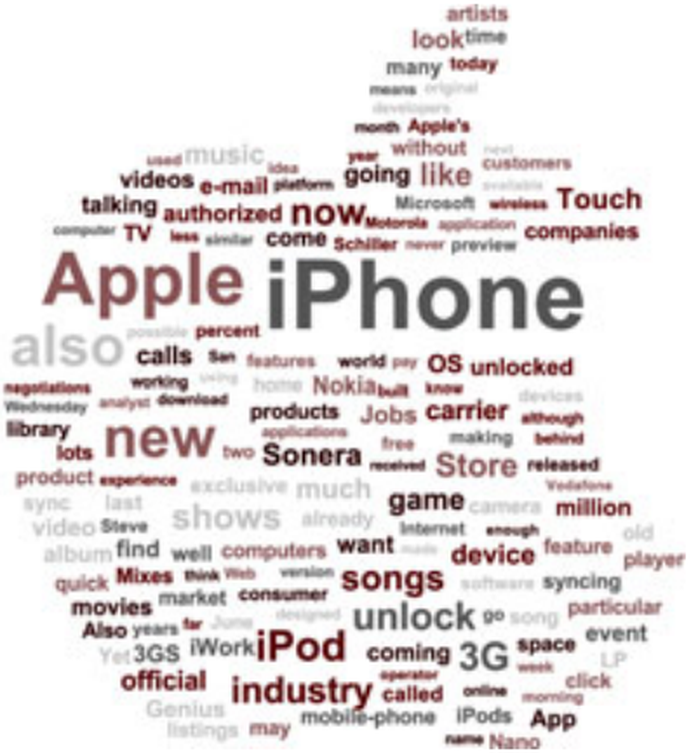 artists
look time
many today
means original
developers
month Apple's
without next
used music year customers
idea
videos e-mail platform going like available
talking authorized now Microsoft wireless Touch
Motorola application
computer TV less similar come Schiller never preview companies
Apple iPhone
also possible percent
calls San features world pay OS unlocked
negotiations working using home Nokia built know devices
Wednesday analyst download products Jobs carrier although
library new applications free making behind
lots two Sonera received Store released
product experience exclusive much Vodafone
sync last game camera million
video Steve shows already Internet enough old
album find well computers want made device feature player
quick Mixes think Web version songs software syncing
movies market consumer designed unlock go song particular
Also years far June event
Yet 3GS iWork iPod coming 3G space LP
week
official industry operator called online morning click
Genius mobile-phone iPods App
listings may name Nano